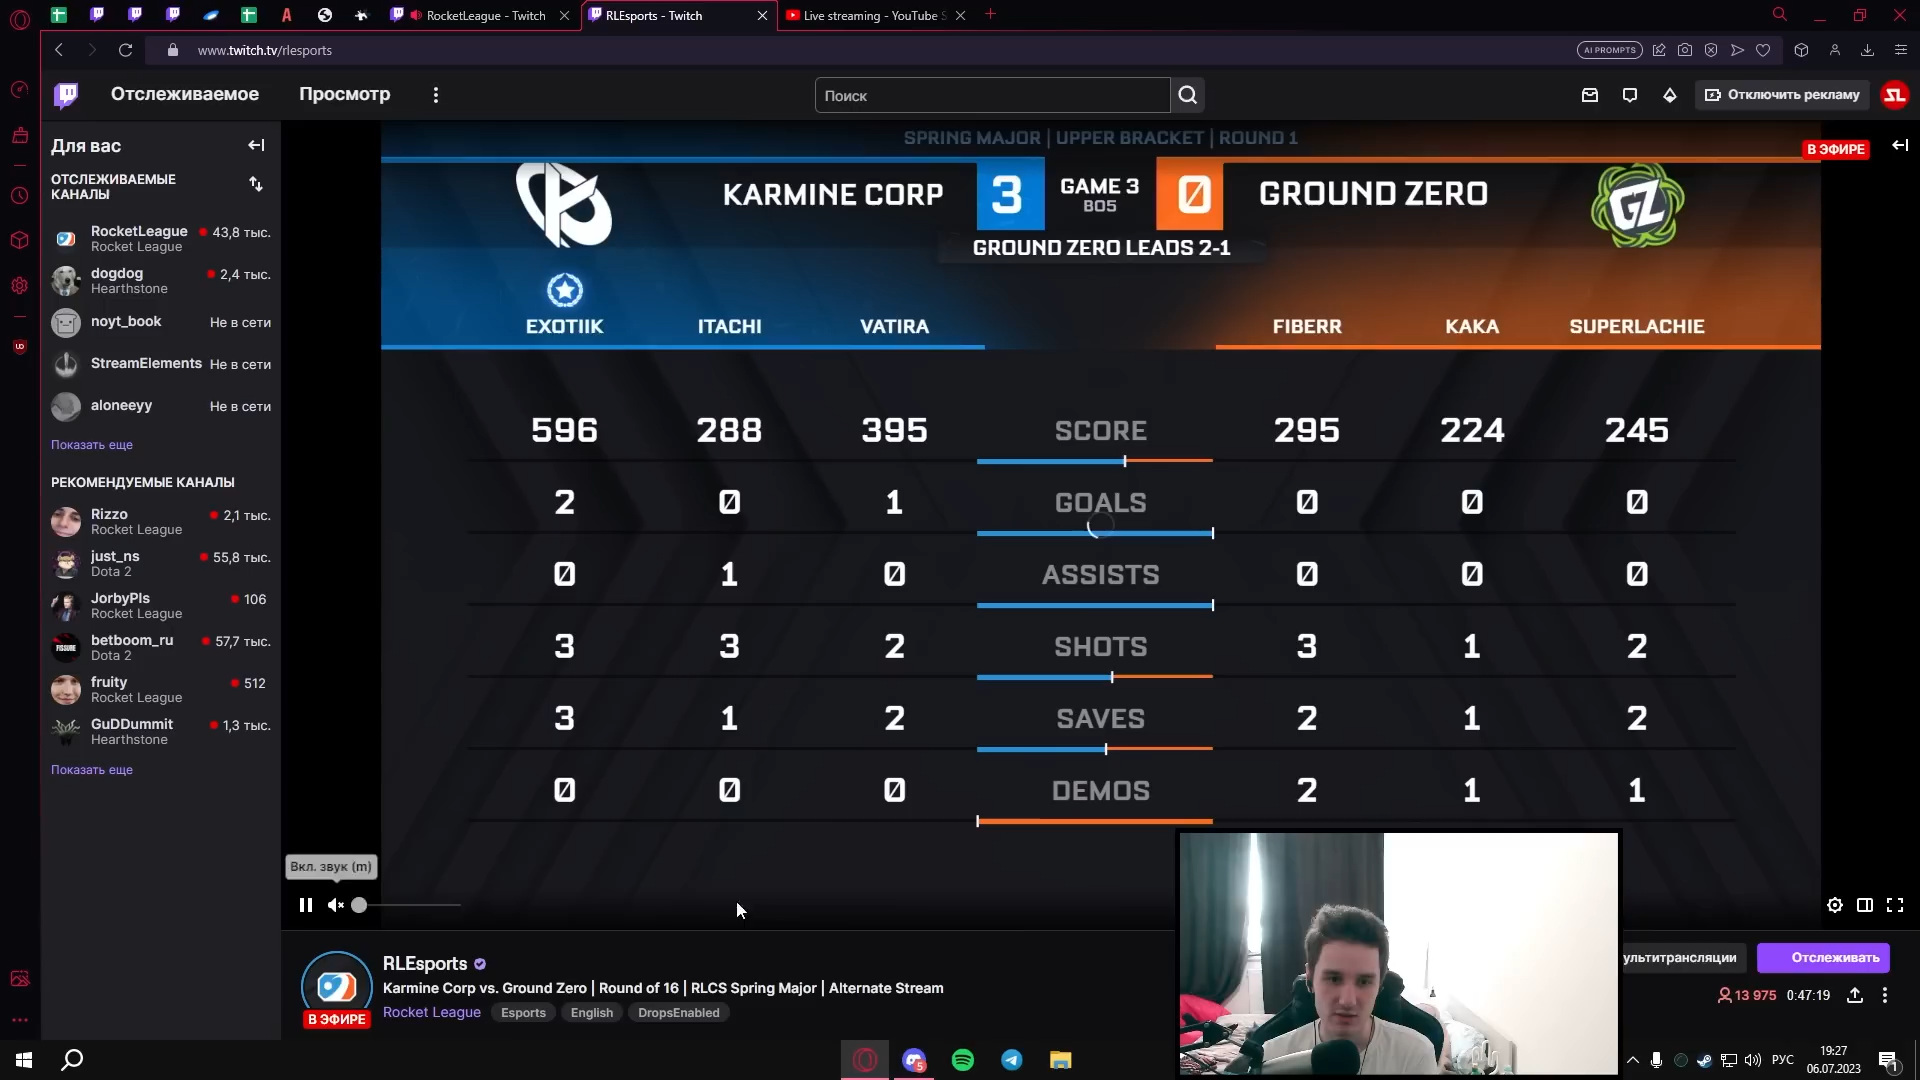 RocketLeague - Twitch
RLEsports - Twitch
Live streaming - YouTube S
www.twitch.tv/rlesports
AI PROMPTS
Отслеживаемое
Просмотр
Поиск
Отключить рекламу
Для вас
ОТСЛЕЖИВАЕМЫЕ
КАНАЛЫ
RocketLeague 43,8 тыс.
Rocket League
dogdog 2,4 тыс.
Hearthstone
noyt_book Не в сети
StreamElements Не в сети
aloneeyy Не в сети
Показать еще
РЕКОМЕНДУЕМЫЕ КАНАЛЫ
Rizzo 2,1 тыс.
Rocket League
just_ns 55,8 тыс.
Dota 2
JorbyPls 106
Rocket League
betboom_ru 57,7 тыс.
Dota 2
fruity 512
Rocket League
GuDDummit 1,3 тыс.
Hearthstone
Показать еще
SPRING MAJOR | UPPER BRACKET | ROUND 1
В ЭФИРЕ
KARMINE CORP 3 GAME 3 0 GROUND ZERO
BO5
GZ
GROUND ZERO LEADS 2-1
EXOTIIK ITACHI VATIRA FIBERR KAKA SUPERLACHIE
596 288 395 SCORE 295 224 245
2 0 1 GOALS 0 0 0
0 1 0 ASSISTS 0 0 0
3 3 2 SHOTS 3 1 2
3 1 2 SAVES 2 1 2
0 0 0 DEMOS 2 1 1
Вкл. звук (m)
RLEsports
Karmine Corp vs. Ground Zero | Round of 16 | RLCS Spring Major | Alternate Stream
Rocket League Esports English DropsEnabled
В ЭФИРЕ
ультитрансляции
Отслеживать
13 975 0:47:19
РУС
19:27
06.07.2023